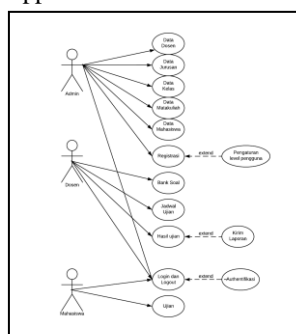 Data
Dosen
Data
Jurusan
Data
Kelas
Data
Matakuliah
Data
Mahasiswa
Admin
Registrasi
extend
Pengaturan
level pengguna
Bank Soal
Dosen
Jadwal
Ujian
Hasil ujian
extend
Kirim
Laporan
Login dan
Logout
extend
Authentifikasi
Ujian
Mahasiswa